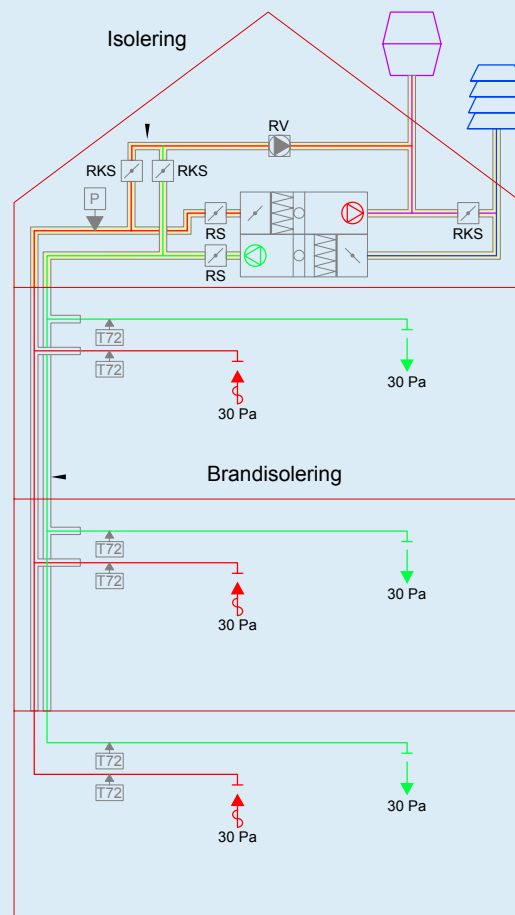 Isolering
RV
RKS
RKS
P
RS
RKS
RS
T72
T72
30 Pa
30 Pa
Brandisolering
T72
T72
30 Pa
30 Pa
T72
T72
30 Pa
30 Pa